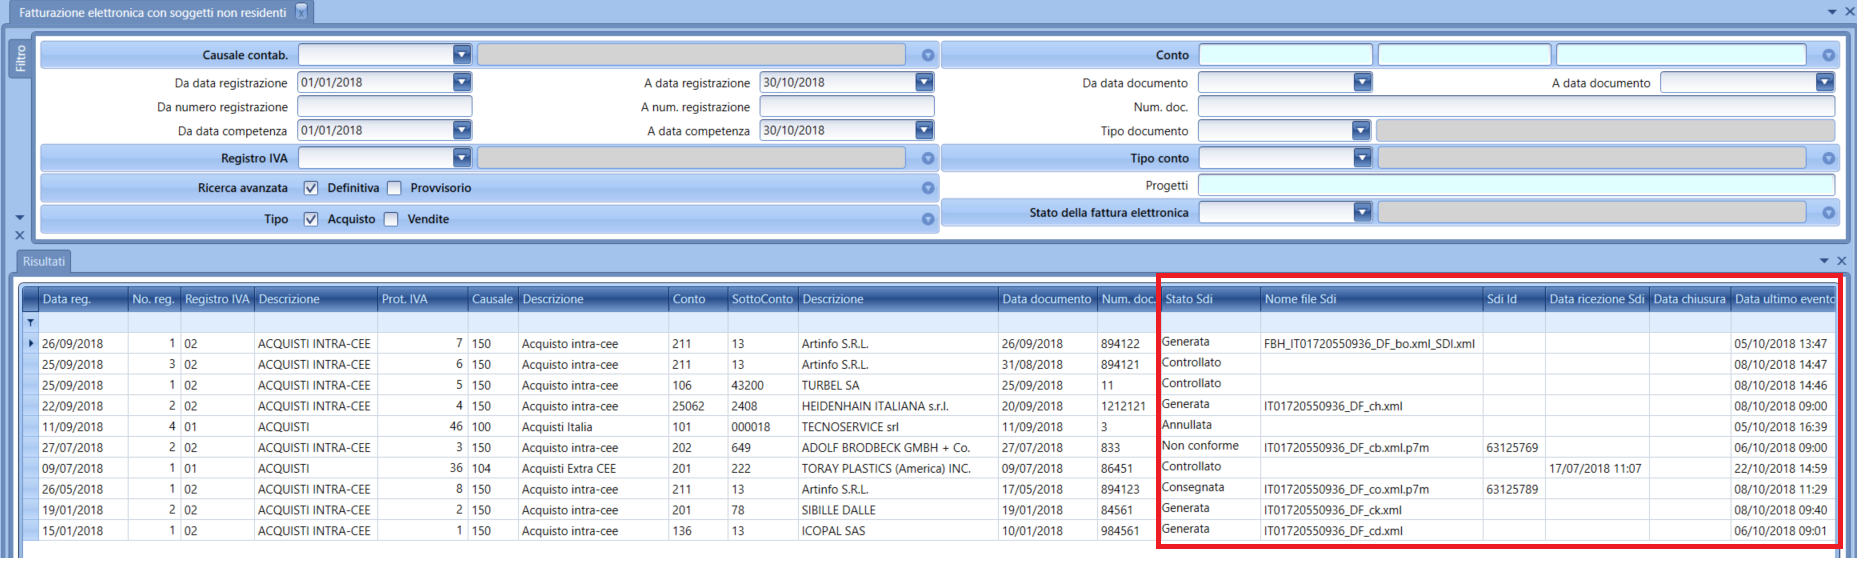 Fatturazione elettronica con soggetti non residenti x
Filtro
Causale contab.
Conto
Da data registrazione 01/01/2018 A data registrazione 30/10/2018 Da data documento A data documento
Da numero registrazione A num. registrazione Num. doc.
Da data competenza 01/01/2018 A data competenza 30/10/2018 Tipo documento
Registro IVA Tipo conto
Ricerca avanzata Definitiva Provvisorio Progetti
Tipo Acquisto Vendite Stato della fattura elettronica
Risultati
Data reg. No. reg. Registro IVA Descrizione Prot. IVA Causale Descrizione Conto SottoConto Descrizione Data documento Num. doc. Stato Sdi Nome file Sdi Sdi Id Data ricezione Sdi Data chiusura Data ultimo evento
26/09/2018 1 02 ACQUISTI INTRA-CEE 7 150 Acquisto intra-cee 211 13 Artinfo S.R.L. 26/09/2018 894122 Generata FBH_IT01720550936_DF_bo.xml_SDI.xml 05/10/2018 13:47
25/09/2018 3 02 ACQUISTI INTRA-CEE 6 150 Acquisto intra-cee 211 13 Artinfo S.R.L. 31/08/2018 894121 Controllato 08/10/2018 14:47
25/09/2018 1 02 ACQUISTI INTRA-CEE 5 150 Acquisto intra-cee 106 43200 TURBEL SA 25/09/2018 11 Controllato 08/10/2018 14:46
22/09/2018 2 02 ACQUISTI INTRA-CEE 4 150 Acquisto intra-cee 25062 2408 HEIDENHAIN ITALIANA s.r.l. 20/09/2018 1212121 Generata IT01720550936_DF_ch.xml 08/10/2018 09:00
11/09/2018 4 01 ACQUISTI 46 100 Acquisti Italia 101 000018 TECNOSERVICE srl 11/09/2018 3 Annullata 05/10/2018 16:39
27/07/2018 2 02 ACQUISTI INTRA-CEE 3 150 Acquisto intra-cee 202 649 ADOLF BRODBECK GMBH + Co. 27/07/2018 833 Non conforme IT01720550936_DF_cb.xml.p7m 63125769 06/10/2018 09:00
09/07/2018 1 01 ACQUISTI 36 104 Acquisti Extra CEE 201 222 TORAY PLASTICS (America) INC. 09/07/2018 86451 Controllato 17/07/2018 11:07 22/10/2018 14:59
26/05/2018 1 02 ACQUISTI INTRA-CEE 8 150 Acquisto intra-cee 211 13 Artinfo S.R.L. 17/05/2018 894123 Consegnata IT01720550936_DF_co.xml.p7m 63125789 08/10/2018 11:29
19/01/2018 2 02 ACQUISTI INTRA-CEE 2 150 Acquisto intra-cee 201 78 SIBILLE DALLE 19/01/2018 84561 Generata IT01720550936_DF_ck.xml 08/10/2018 09:40
15/01/2018 1 02 ACQUISTI INTRA-CEE 1 150 Acquisto intra-cee 136 13 ICOPAL SAS 10/01/2018 984561 Generata IT01720550936_DF_cd.xml 06/10/2018 09:01